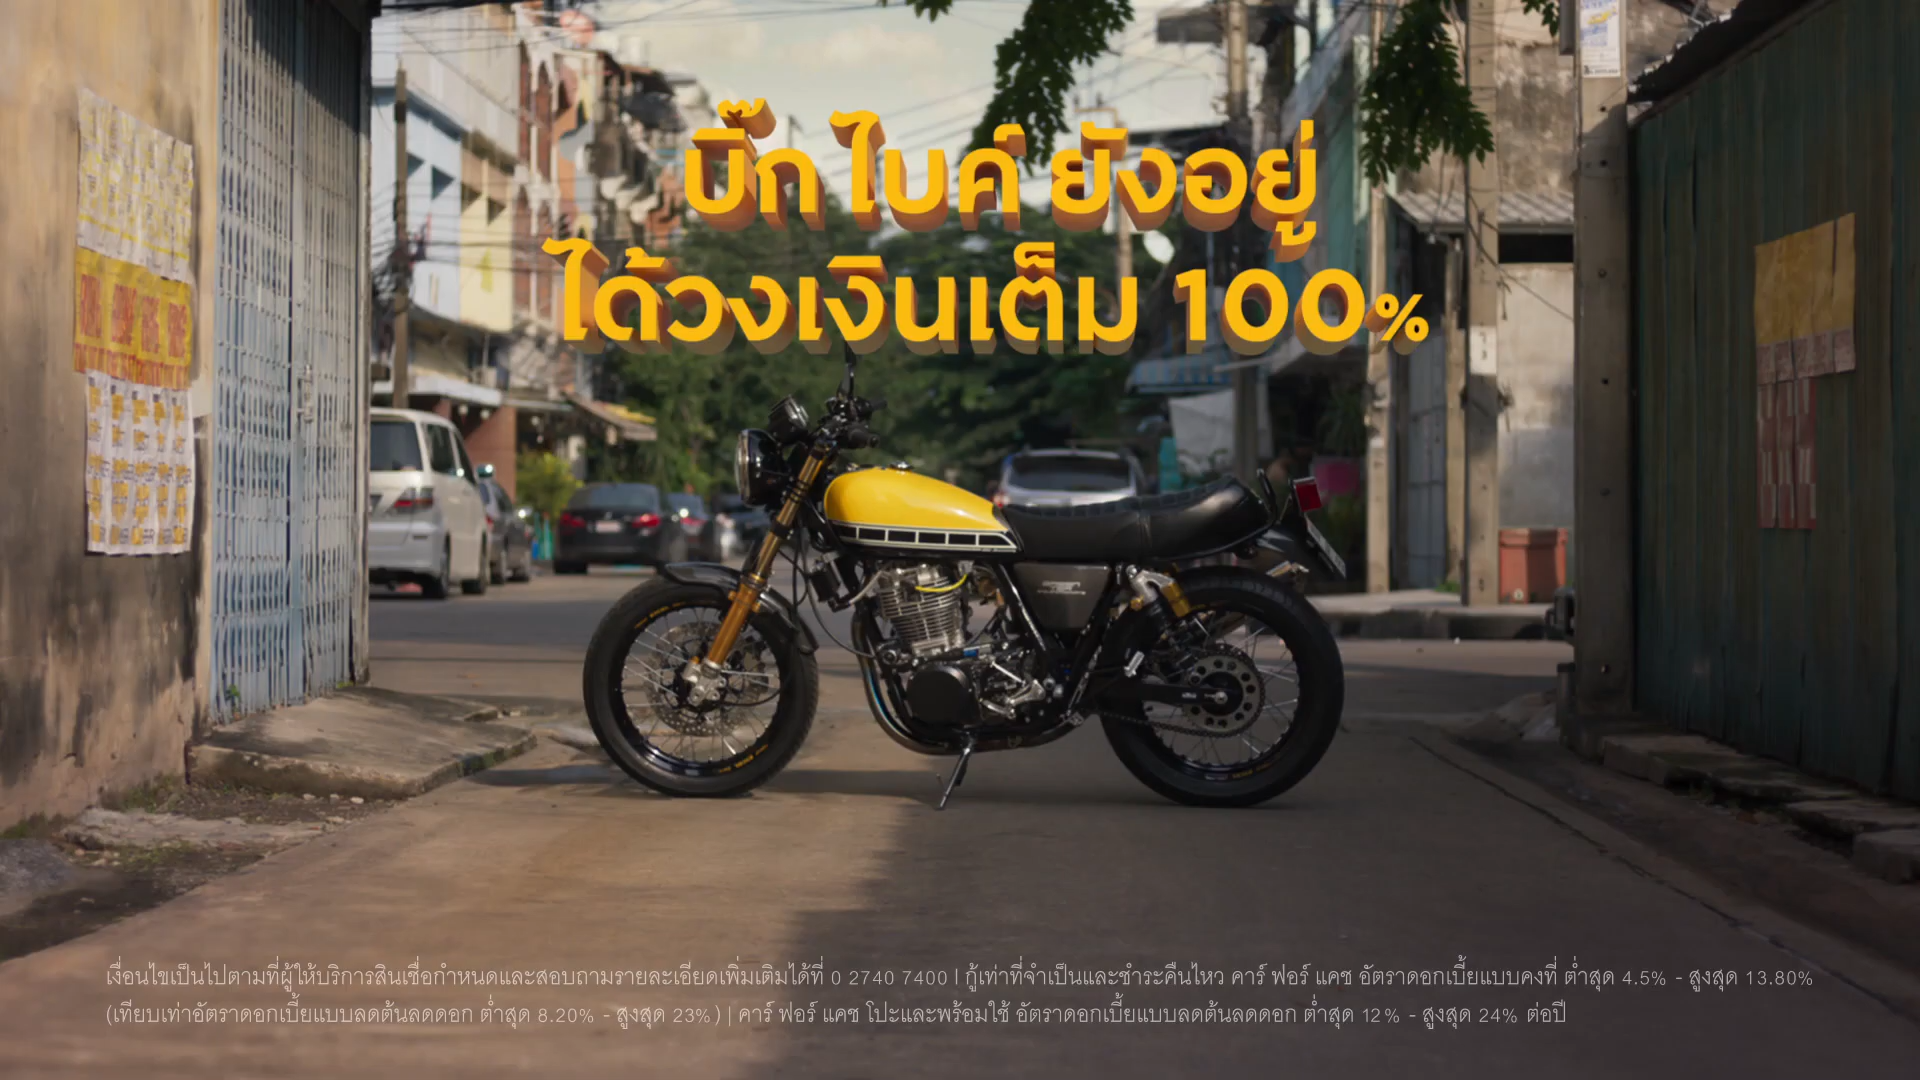 บิ๊กไบค์ ยังอยู่
ได้วงเงินเต็ม 100%
เงื่อนไขเป็นไปตามที่ผู้ให้บริการสินเชื่อกำหนดและสอบถามรายละเอียดเพิ่มเติมได้ที่ 0 2740 7400 | กู้เท่าที่จำเป็นและชำระคืนไหว คาร์ ฟอร์ แคช อัตราดอกเบี้ยแบบคงที่ ต่ำสุด 4.5% - สูงสุด 13.80%
(เทียบเท่าอัตราดอกเบี้ยแบบลดต้นลดดอก ต่ำสุด 8.20% - สูงสุด 23%) | คาร์ ฟอร์ แคช โปะและพร้อมใช้ อัตราดอกเบี้ยแบบลดต้นลดดอก ต่ำสุด 12% - สูงสุด 24% ต่อปี